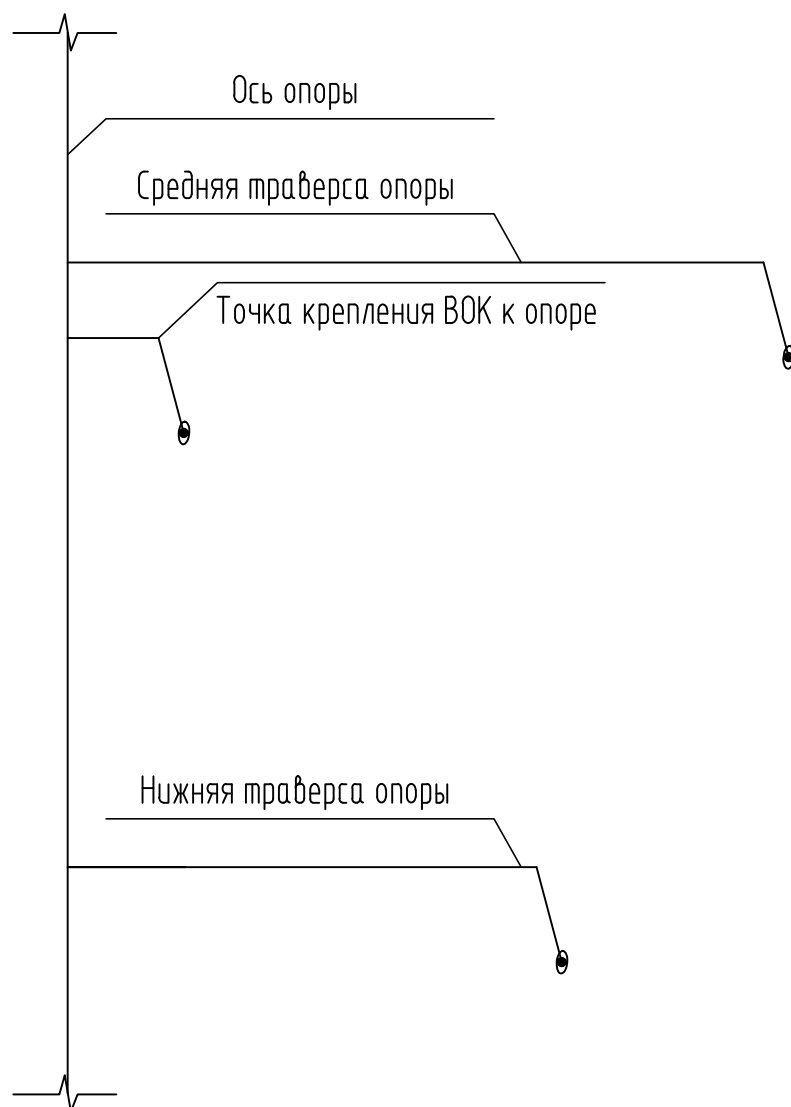 Ось опоры
Средняя траверса опоры
Точка крепления ВОК к опоре
Нижняя траверса опоры